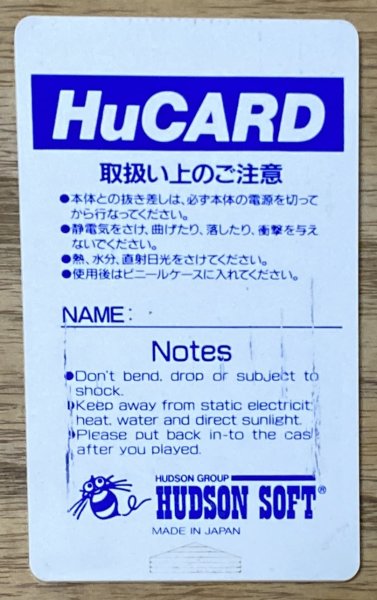 HuCARD
取扱い上のご注意
●本体との抜き差しは、必ず本体の電源を切って
から行なってください。
●静電気をさけ、曲げたり、落したり、衝撃を与え
ないでください。
●熱、水分、直射日光をさけてください。
●使用後はビニールケースに入れてください。
NAME:
Notes
●Don't bend, drop or subject to
shock.
●Keep away from static electricit
heat, water and direct sunlight.
●Please put back in-to the cas
after you played.
HUDSON GROUP
HUDSON SOFT®
MADE IN JAPAN